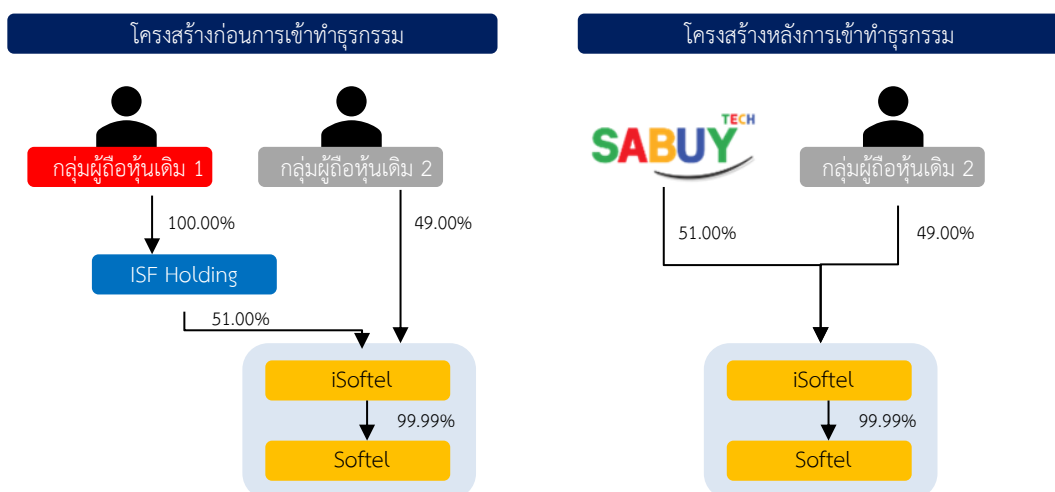 โครงสร้างก่อนการเข้าทำธุรกรรม
กลุ่มผู้ถือหุ้นเดิม 1
กลุ่มผู้ถือหุ้นเดิม 2
100.00%
49.00%
ISF Holding
51.00%
iSoftel
99.99%
Softel
โครงสร้างหลังการเข้าทำธุรกรรม
SABUY TECH
กลุ่มผู้ถือหุ้นเดิม 2
51.00%
49.00%
iSoftel
99.99%
Softel